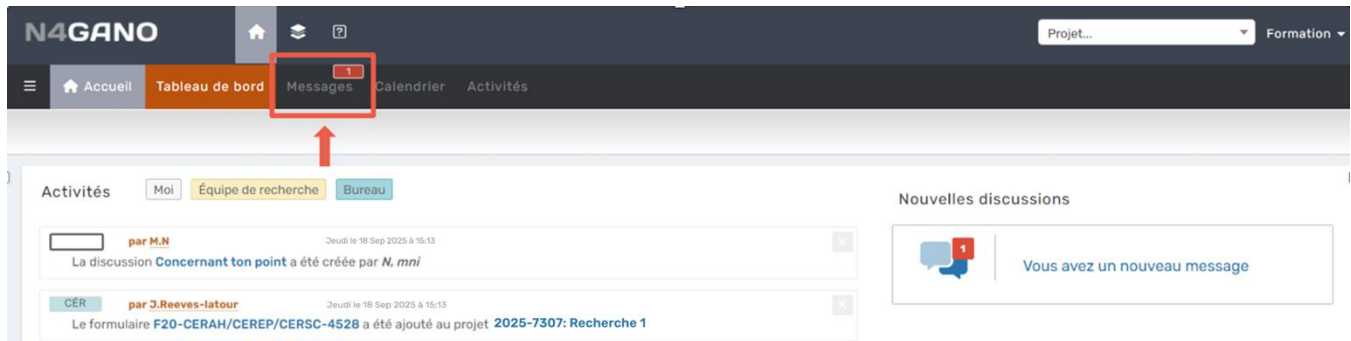 N4GANO
Projet... Formation
Accueil Tableau de bord Messages 1 Calendrier Activités
Activités Moi Équipe de recherche Bureau
par M.N Jeudi le 18 Sep 2025 à 15:13
La discussion Concernant ton point a été créée par N, mni
CÉR par J.Reeves-latour Jeudi le 18 Sep 2025 à 15:13
Le formulaire F20-CERAH/CEREP/CERSC-4528 a été ajouté au projet 2025-7307: Recherche 1
Nouvelles discussions
1
Vous avez un nouveau message